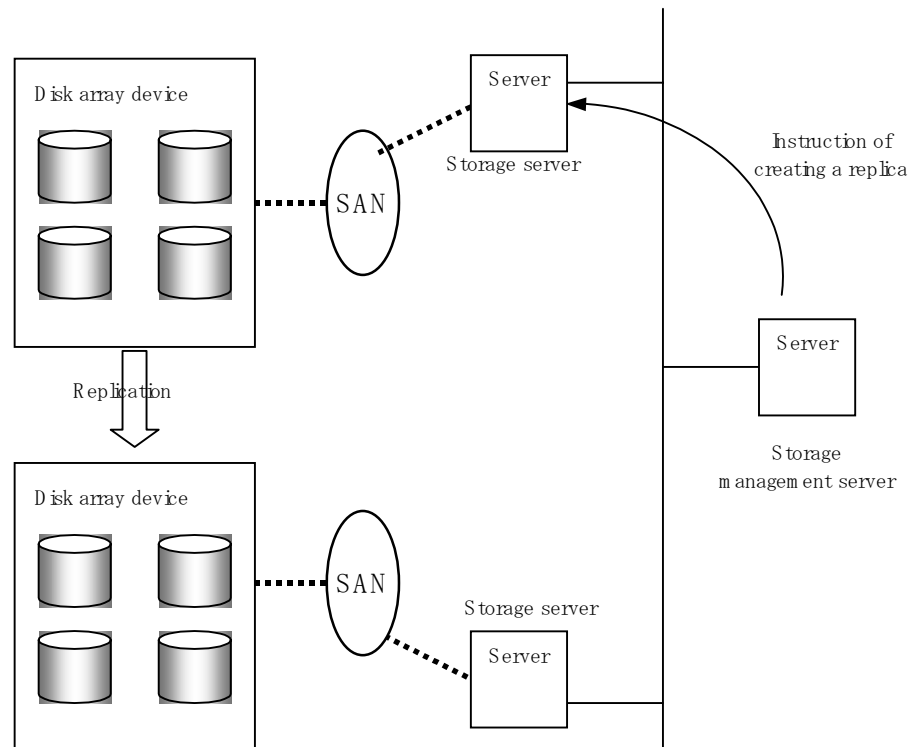 Disk array device
SAN
Server
Storage server
Instruction of
creating a replica
Replication
Server
Storage
management server
Disk array device
SAN
Storage server
Server